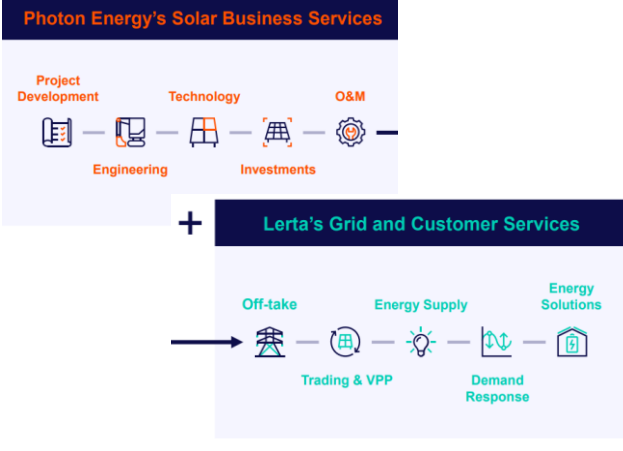 Photon Energy's Solar Business Services
Project
Development
Technology
O&M
Engineering
Investments
+
Lerta's Grid and Customer Services
Off-take
Energy Supply
Energy
Solutions
Trading & VPP
Demand
Response